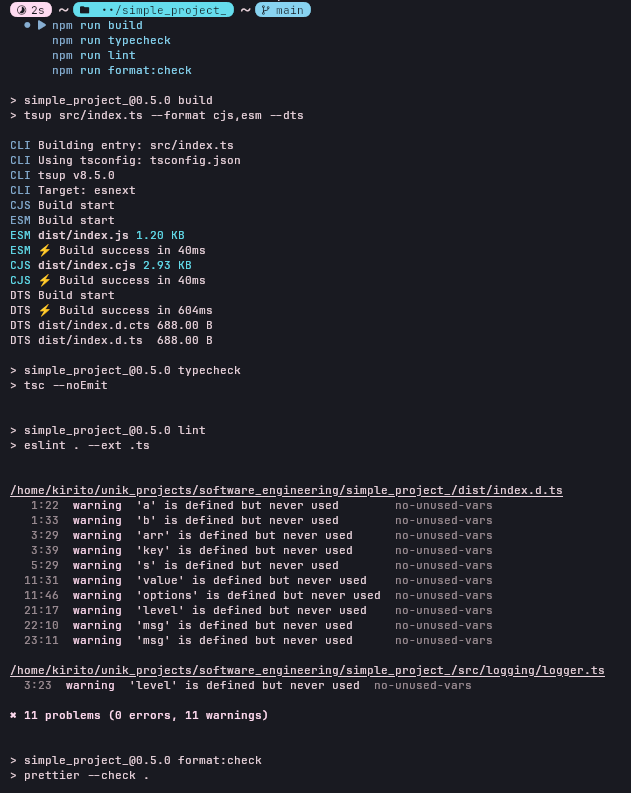 2s ~ ··/simple_project_ ~ main
● ▶ npm run build
npm run typecheck
npm run lint
npm run format:check
> simple_project_@0.5.0 build
> tsup src/index.ts --format cjs,esm --dts
CLI Building entry: src/index.ts
CLI Using tsconfig: tsconfig.json
CLI tsup v8.5.0
CLI Target: esnext
CJS Build start
ESM Build start
ESM dist/index.js 1.20 KB
ESM ⚡ Build success in 40ms
CJS dist/index.cjs 2.93 KB
CJS ⚡ Build success in 40ms
DTS Build start
DTS ⚡ Build success in 604ms
DTS dist/index.d.cts 688.00 B
DTS dist/index.d.ts  688.00 B
> simple_project_@0.5.0 typecheck
> tsc --noEmit
> simple_project_@0.5.0 lint
> eslint . --ext .ts
/home/kirito/unik_projects/software_engineering/simple_project_/dist/index.d.ts
1:22  warning  'a' is defined but never used        no-unused-vars
1:33  warning  'b' is defined but never used        no-unused-vars
3:29  warning  'arr' is defined but never used      no-unused-vars
3:39  warning  'key' is defined but never used      no-unused-vars
5:29  warning  's' is defined but never used        no-unused-vars
11:31  warning  'value' is defined but never used    no-unused-vars
11:46  warning  'options' is defined but never used  no-unused-vars
21:17  warning  'level' is defined but never used    no-unused-vars
22:10  warning  'msg' is defined but never used      no-unused-vars
23:11  warning  'msg' is defined but never used      no-unused-vars
/home/kirito/unik_projects/software_engineering/simple_project_/src/logging/logger.ts
3:23  warning  'level' is defined but never used  no-unused-vars
✖ 11 problems (0 errors, 11 warnings)
> simple_project_@0.5.0 format:check
> prettier --check .